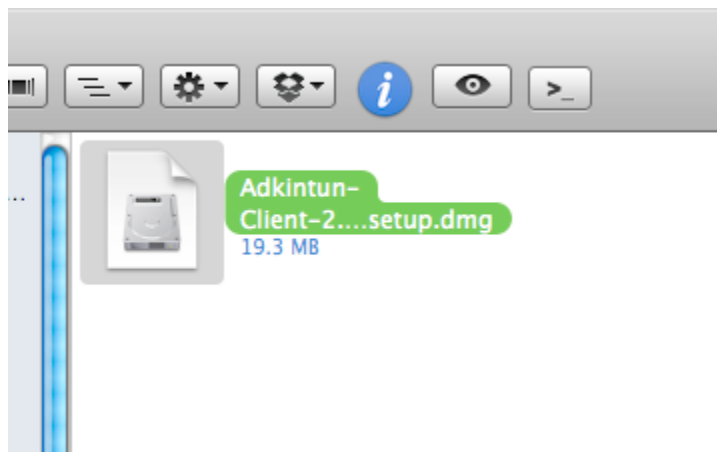 >_
...
Adkintun-
Client-2....setup.dmg
19.3 MB